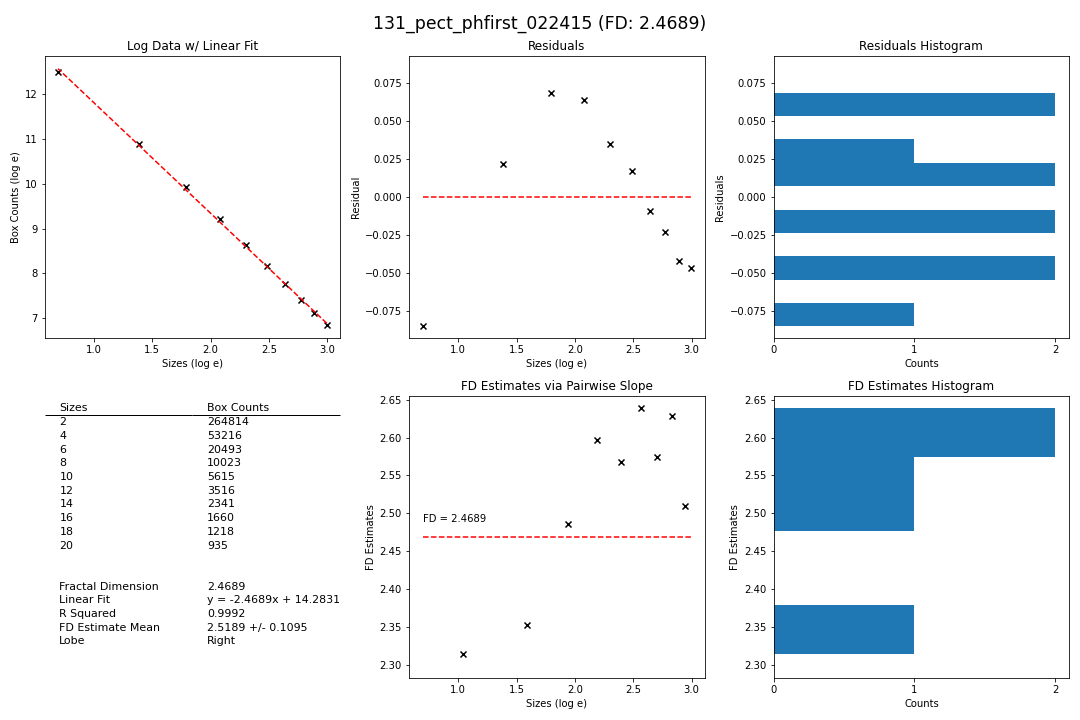 131_pect_phfirst_022415 (FD: 2.4689)
Log Data w/ Linear Fit
12
11
10
9
8
7
Box Counts (log e)
1.0 1.5 2.0 2.5 3.0
Sizes (log e)
Residuals
0.075
0.050
0.025
0.000
−0.025
−0.050
−0.075
Residual
1.0 1.5 2.0 2.5 3.0
Sizes (log e)
Residuals Histogram
0.075
0.050
0.025
0.000
−0.025
−0.050
−0.075
Residuals
0 1 2
Counts
Sizes Box Counts
2 264814
4 53216
6 20493
8 10023
10 5615
12 3516
14 2341
16 1660
18 1218
20 935
Fractal Dimension 2.4689
Linear Fit y = -2.4689x + 14.2831
R Squared 0.9992
FD Estimate Mean 2.5189 +/- 0.1095
Lobe Right
FD Estimates via Pairwise Slope
2.65
2.60
2.55
2.50
2.45
2.40
2.35
2.30
FD Estimates
FD = 2.4689
1.0 1.5 2.0 2.5 3.0
Sizes (log e)
FD Estimates Histogram
2.65
2.60
2.55
2.50
2.45
2.40
2.35
2.30
FD Estimates
0 1 2
Counts